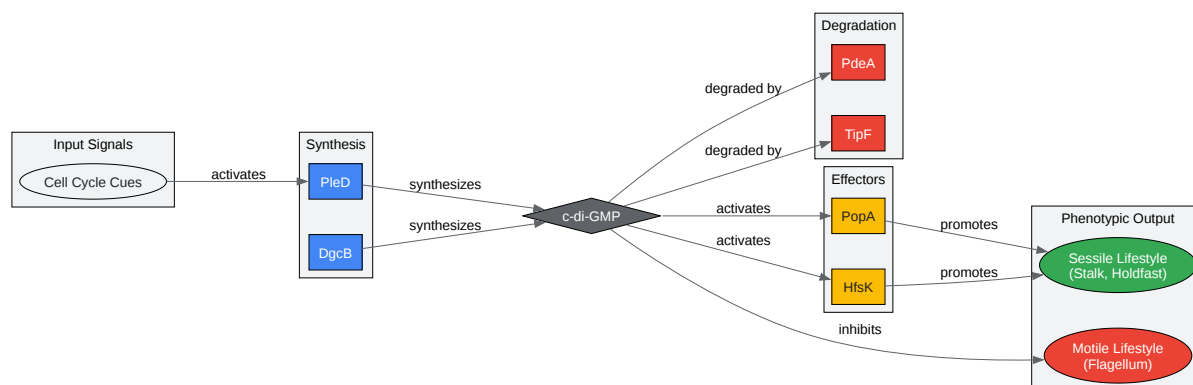 Input Signals
Cell Cycle Cues
activates
Synthesis
PleD
DgcB
synthesizes
synthesizes
c-di-GMP
degraded by
degraded by
activates
activates
inhibits
Degradation
PdeA
TipF
Effectors
PopA
HfsK
promotes
promotes
Phenotypic Output
Sessile Lifestyle
(Stalk, Holdfast)
Motile Lifestyle
(Flagellum)